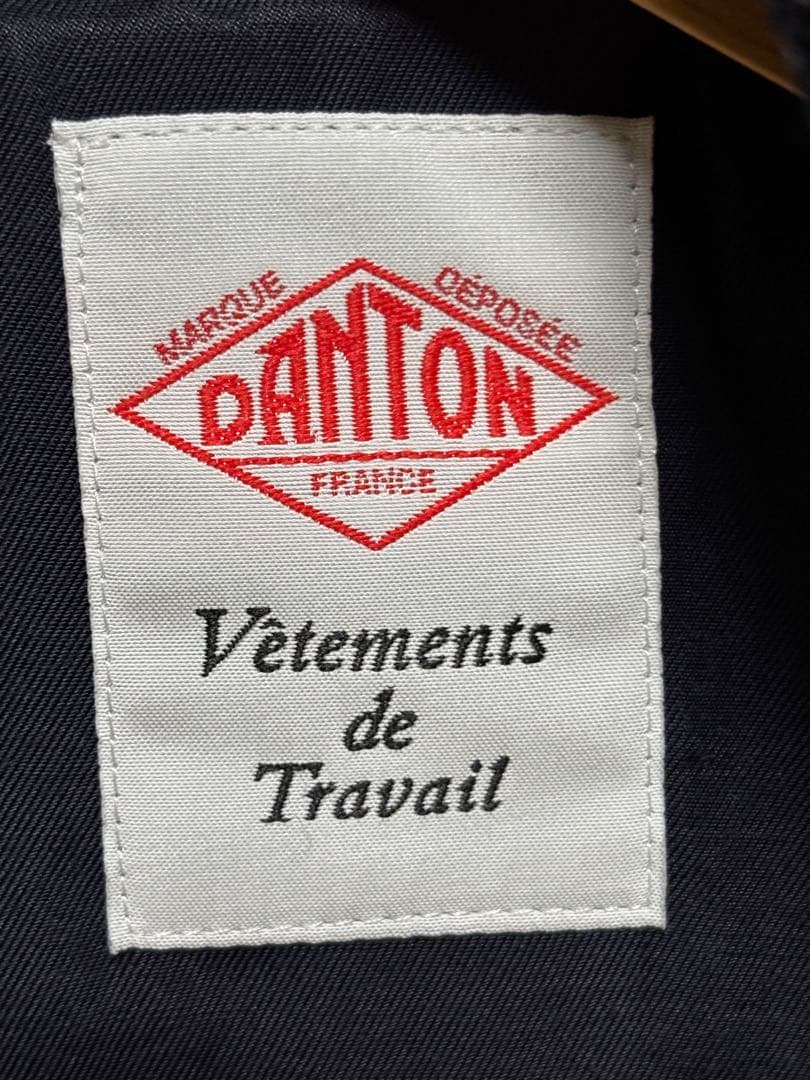 MARQUE DÉPOSÉE
DANTON
FRANCE
Vêtements
de
Travail